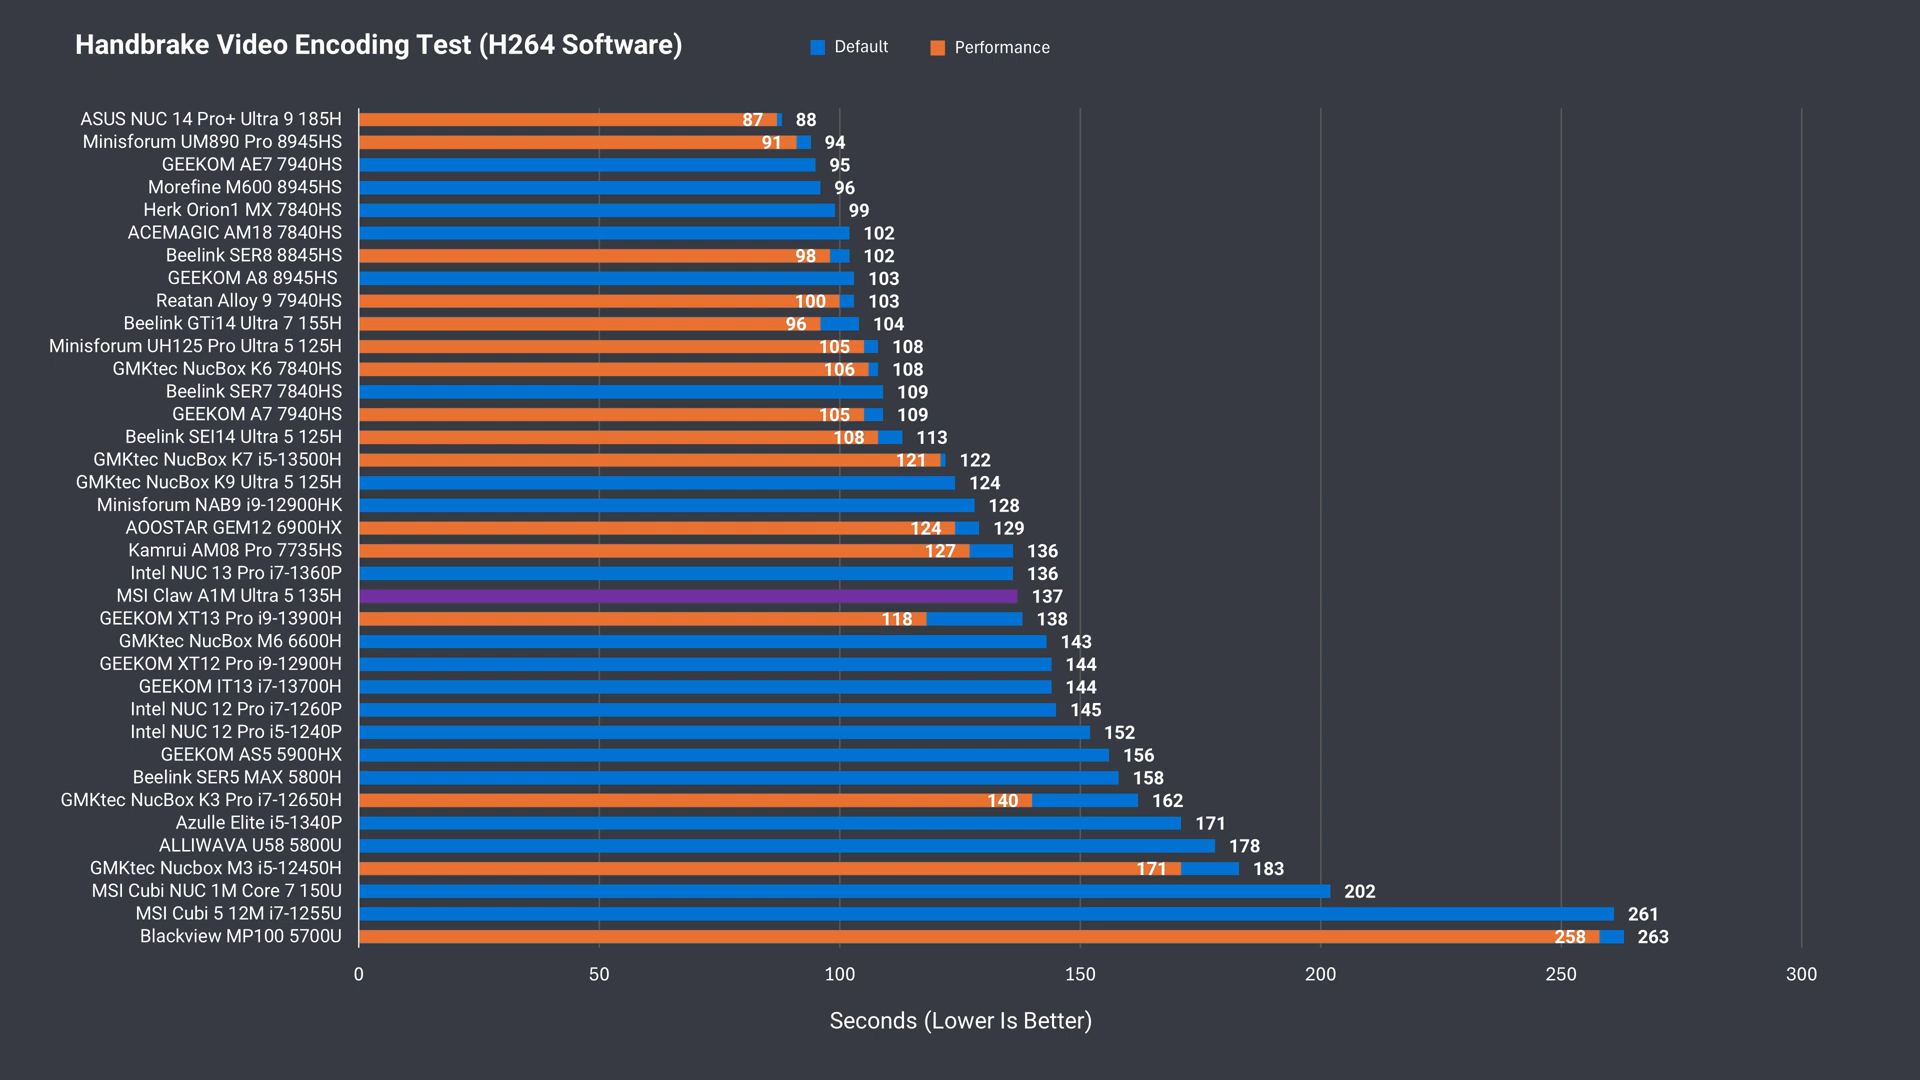 Handbrake Video Encoding Test (H264 Software)
Default
Performance
ASUS NUC 14 Pro+ Ultra 9 185H 87 88
Minisforum UM890 Pro 8945HS 91 94
GEEKOM AE7 7940HS 95
Morefine M600 8945HS 96
Herk Orion1 MX 7840HS 99
ACEMAGIC AM18 7840HS 102
Beelink SER8 8845HS 98 102
GEEKOM A8 8945HS 103
Reatan Alloy 9 7940HS 100 103
Beelink GTi14 Ultra 7 155H 96 104
Minisforum UH125 Pro Ultra 5 125H 105 108
GMKtec NucBox K6 7840HS 106 108
Beelink SER7 7840HS 109
GEEKOM A7 7940HS 105 109
Beelink SEI14 Ultra 5 125H 108 113
GMKtec NucBox K7 i5-13500H 121 122
GMKtec NucBox K9 Ultra 5 125H 124
Minisforum NAB9 i9-12900HK 128
AOOSTAR GEM12 6900HX 124 129
Kamrui AM08 Pro 7735HS 127 136
Intel NUC 13 Pro i7-1360P 136
MSI Claw A1M Ultra 5 135H 137
GEEKOM XT13 Pro i9-13900H 118 138
GMKtec NucBox M6 6600H 143
GEEKOM XT12 Pro i9-12900H 144
GEEKOM IT13 i7-13700H 144
Intel NUC 12 Pro i7-1260P 145
Intel NUC 12 Pro i5-1240P 152
GEEKOM AS5 5900HX 156
Beelink SER5 MAX 5800H 158
GMKtec NucBox K3 Pro i7-12650H 140 162
Azulle Elite i5-1340P 171
ALLIWAVA U58 5800U 178
GMKtec Nucbox M3 i5-12450H 171 183
MSI Cubi NUC 1M Core 7 150U 202
MSI Cubi 5 12M i7-1255U 261
Blackview MP100 5700U 258 263
0 50 100 150 200 250 300
Seconds (Lower Is Better)